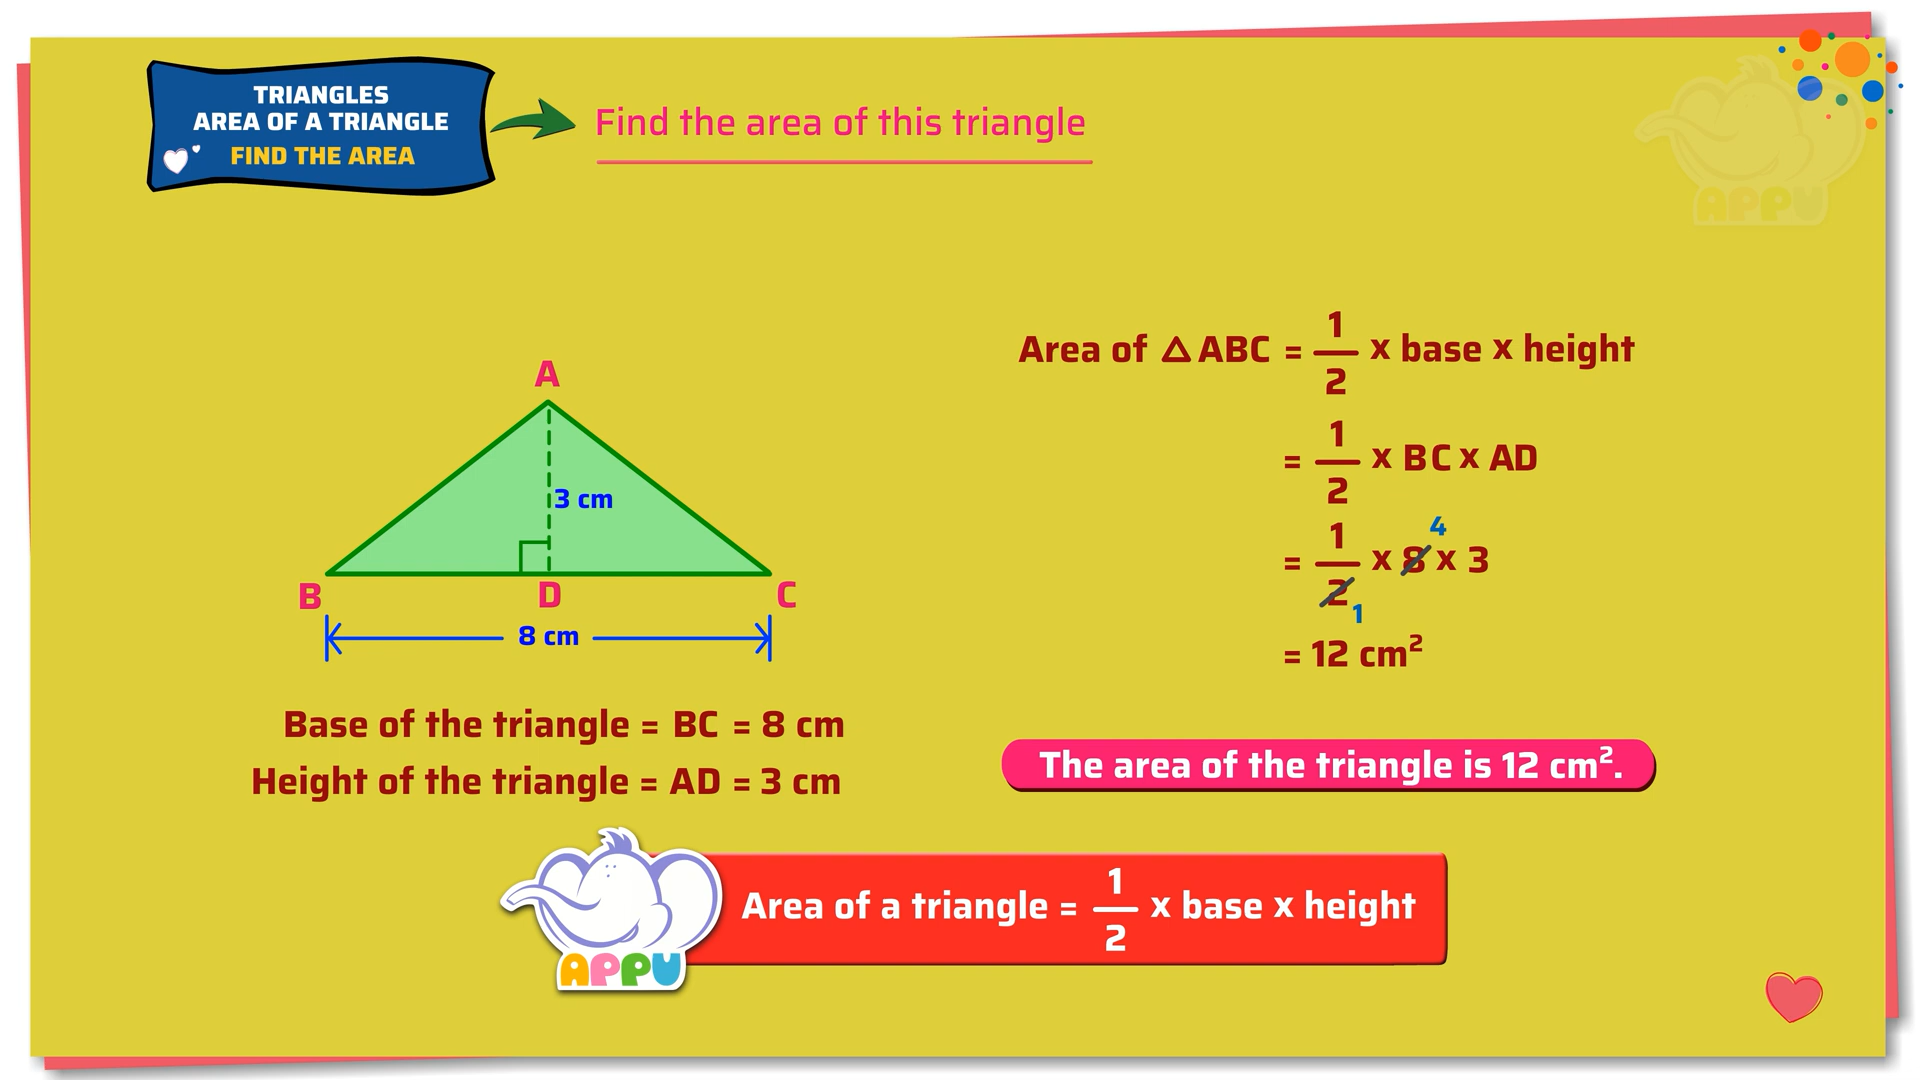 TRIANGLES
AREA OF A TRIANGLE
FIND THE AREA
Find the area of this triangle
APPU
A
3 cm
B
D
C
8 cm
Base of the triangle = BC = 8 cm
Height of the triangle = AD = 3 cm
Area of △ABC = 1/2 x base x height
= 1/2 x BC x AD
4
= 1/2 x 8 x 3
1
= 12 cm²
The area of the triangle is 12 cm².
Area of a triangle = 1/2 x base x height
APPU